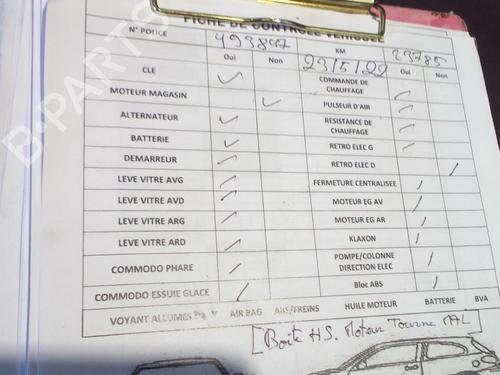 FICHE DE CONTROLE VEHICULE
N° POLICE 493847 KM 23785
Oui Non 23/5/22 Oui Non
CLE ✓ COMMANDE DE CHAUFFAGE ✓
MOTEUR MAGASIN ✓ PULSEUR D'AIR ✓
ALTERNATEUR ✓ RESISTANCE DE CHAUFFAGE ✓
BATTERIE ✓ RETRO ELEC G ✓
DEMARREUR ✓ RETRO ELEC D
LEVE VITRE AVG FERMETURE CENTRALISEE
LEVE VITRE AVD MOTEUR EG AV
LEVE VITRE ARG MOTEUR EG AR
LEVE VITRE ARD KLAXON
COMMODO PHARE POMPE/COLONNE DIRECTION ELEC
COMMODO ESSUIE GLACE Bloc ABS
VOYANT ALLUMES AIR BAG ABS/FREINS HUILE MOTEUR BATTERIE BVA
[Boite HS. Moteur Tourne MAL]
B-PARTS